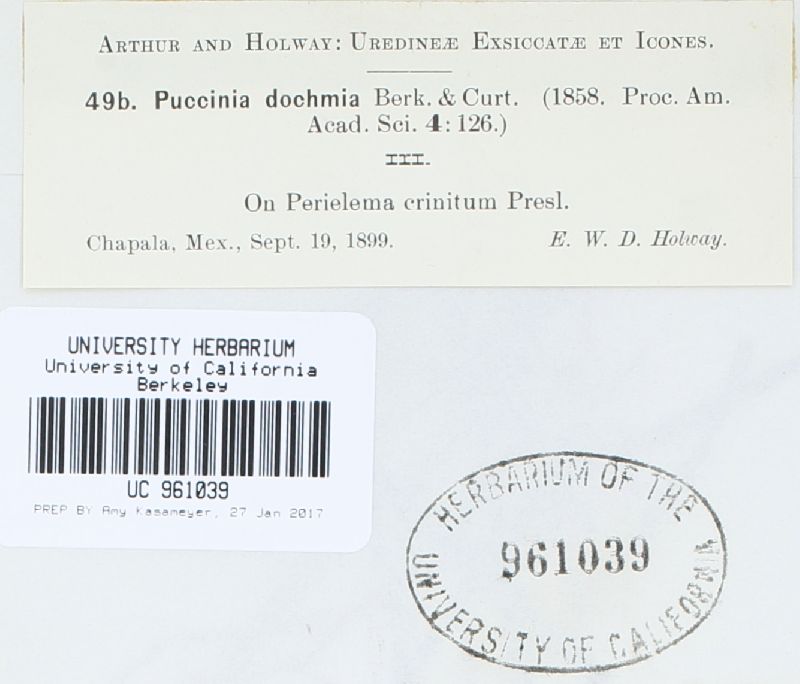 ARTHUR AND HOLWAY: UREDINEÆ EXSICCATÆ ET ICONES.
49b. Puccinia dochmia Berk. & Curt. (1858. Proc. Am.
Acad. Sci. 4: 126.)
III.
On Perielema crinitum Presl.
Chapala, Mex., Sept. 19, 1899. E. W. D. Holway.
UNIVERSITY HERBARIUM
University of California
Berkeley
UC 961039
PREP BY Amy Kasameyer, 27 Jan 2017
HERBARIUM OF THE
961039
UNIVERSITY OF CALIFORNIA